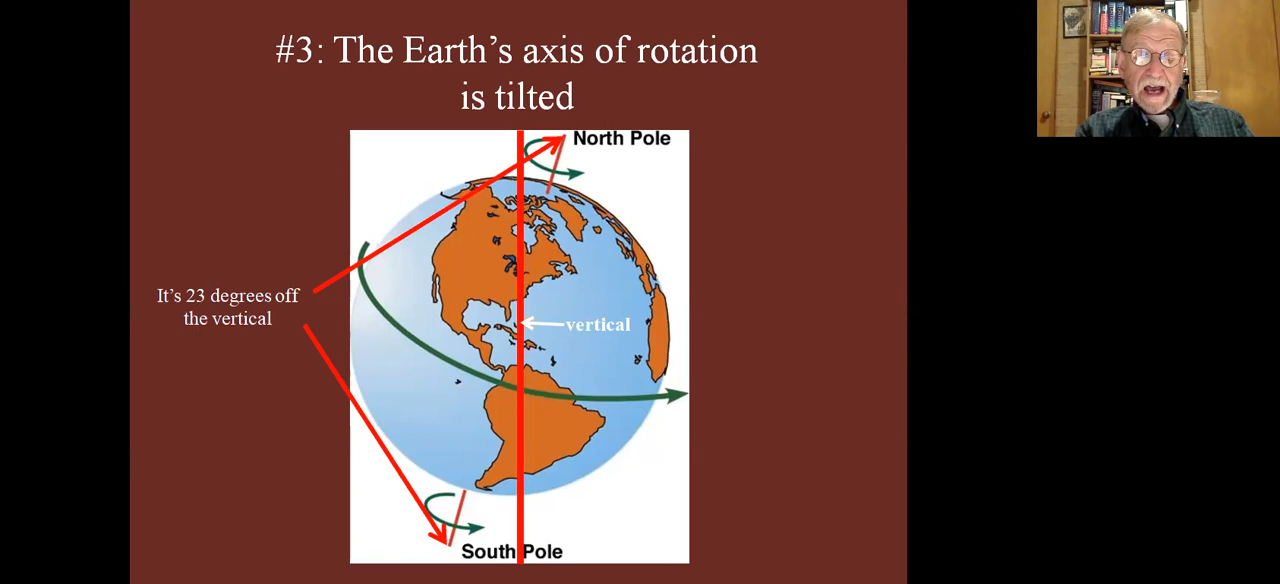 #3: The Earth’s axis of rotation
is tilted
North Pole
It’s 23 degrees off
the vertical
vertical
South Pole